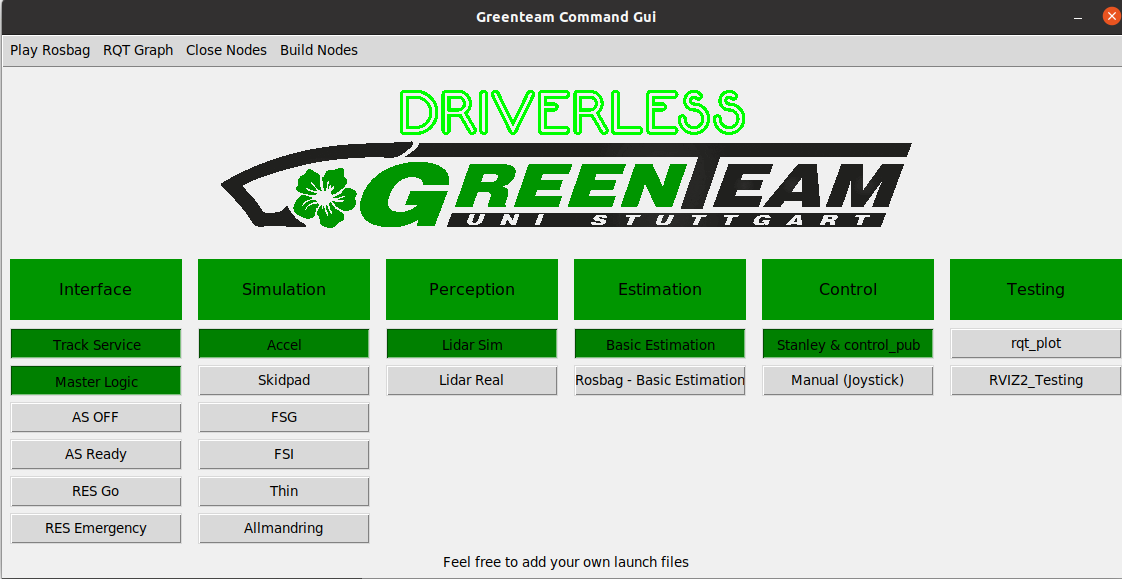 Greenteam Command Gui
Play Rosbag RQT Graph Close Nodes Build Nodes
DRIVERLESS
GREENTEAM
UNI STUTTGART
Interface Simulation Perception Estimation Control Testing
Track Service Accel Lidar Sim Basic Estimation Stanley & control_pub rqt_plot
Master Logic Skidpad Lidar Real Rosbag - Basic Estimation Manual (Joystick) RVIZ2_Testing
AS OFF FSG
AS Ready FSI
RES Go Thin
RES Emergency Allmandring
Feel free to add your own launch files